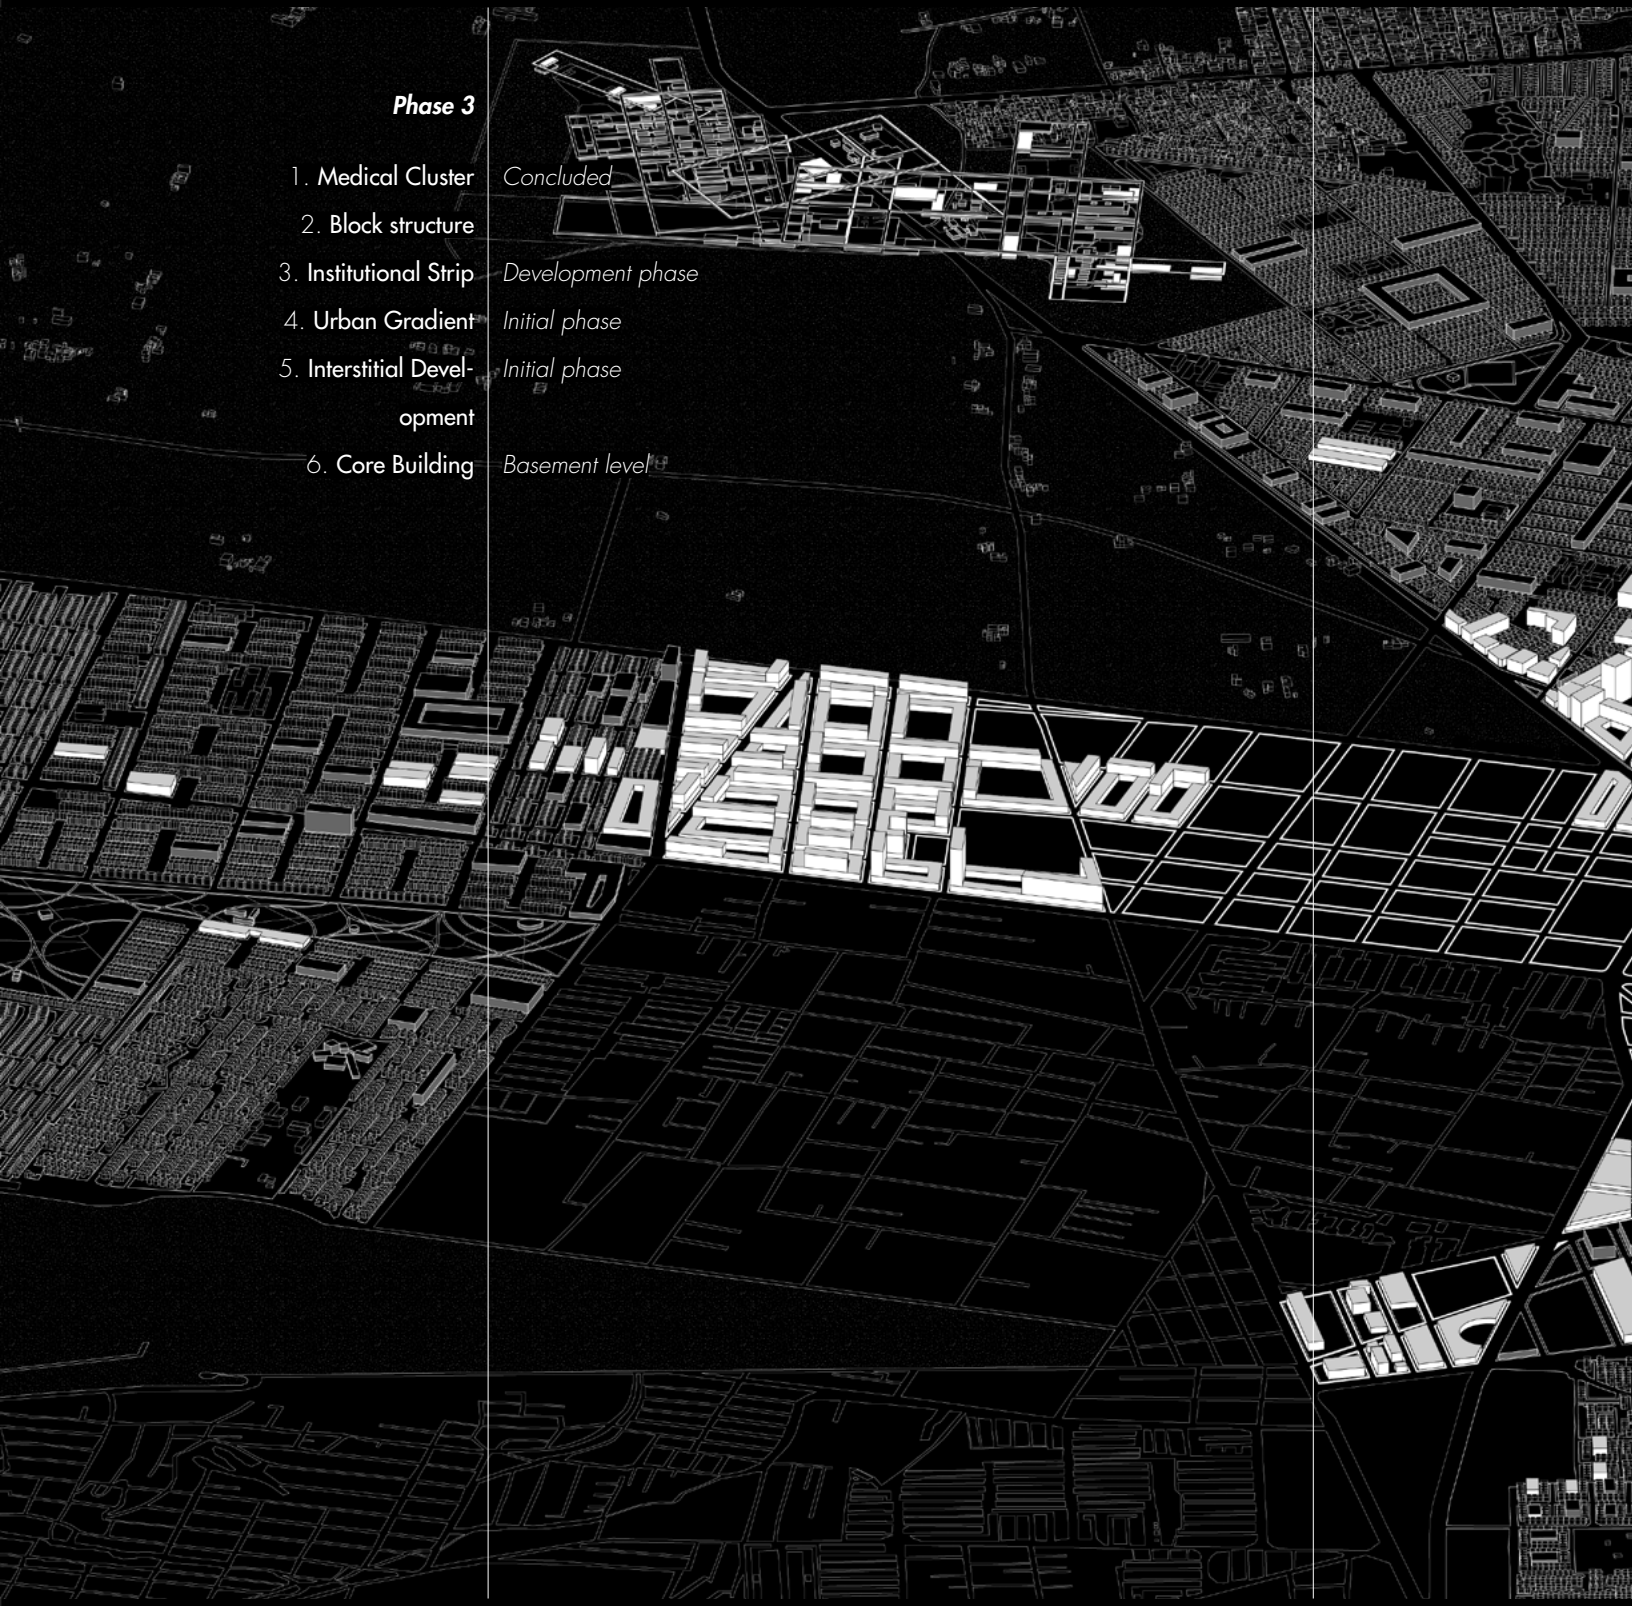 Phase 3
1. Medical Cluster Concluded
2. Block structure
3. Institutional Strip Development phase
4. Urban Gradient Initial phase
5. Interstitial Devel- Initial phase
opment
6. Core Building Basement level